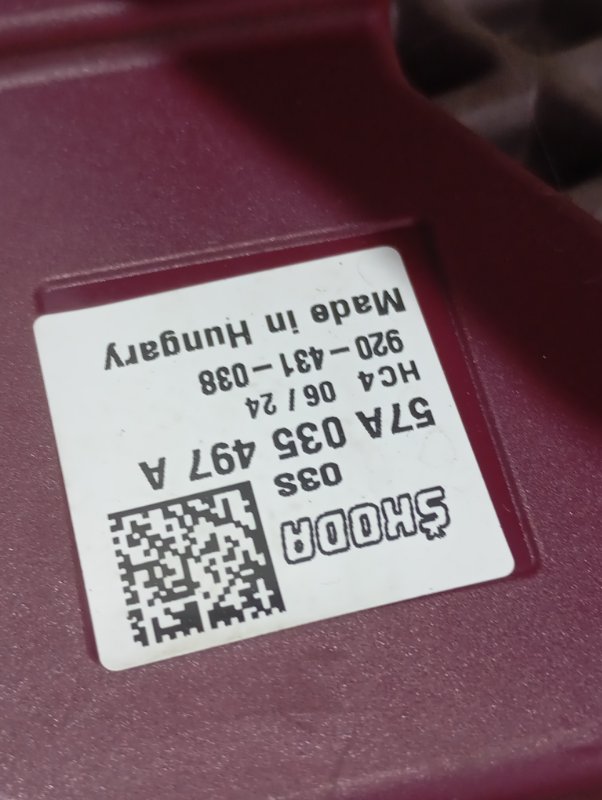 ŠKODA
03S
57A 035 497 A
HC4 06/24
920-431-038
Made in Hungary